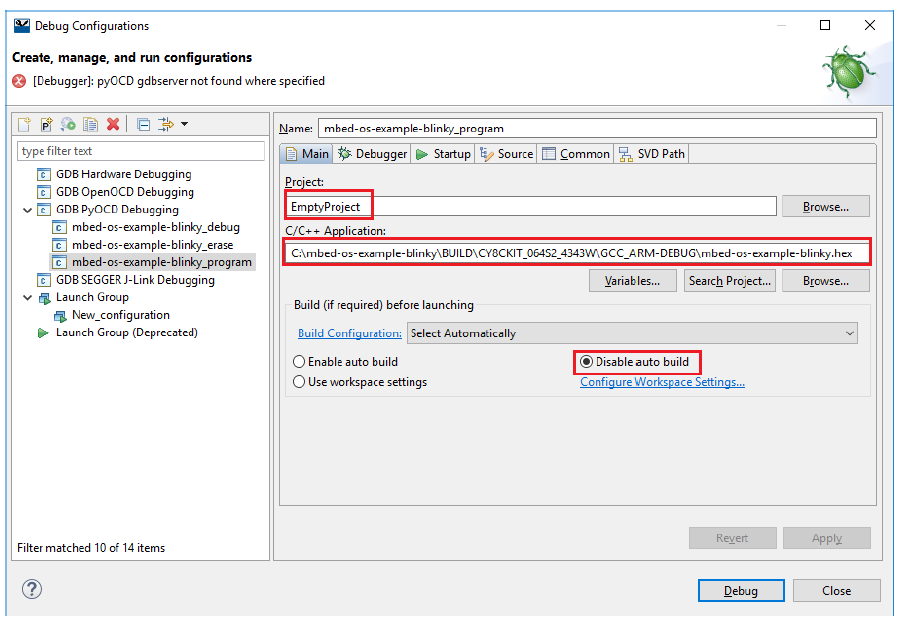 Debug Configurations
Create, manage, and run configurations
[Debugger]: pyOCD gdbserver not found where specified
type filter text
GDB Hardware Debugging
GDB OpenOCD Debugging
GDB PyOCD Debugging
mbed-os-example-blinky_debug
mbed-os-example-blinky_erase
mbed-os-example-blinky_program
GDB SEGGER J-Link Debugging
Launch Group
New_configuration
Launch Group (Deprecated)
Filter matched 10 of 14 items
Name: mbed-os-example-blinky_program
Main Debugger Startup Source Common SVD Path
Project:
EmptyProject Browse...
C/C++ Application:
C:\mbed-os-example-blinky\BUILD\CY8CKIT_064S2_4343W\GCC_ARM-DEBUG\mbed-os-example-blinky.hex
Variables... Search Project... Browse...
Build (if required) before launching
Build Configuration: Select Automatically
Enable auto build Disable auto build
Use workspace settings Configure Workspace Settings...
Revert Apply
Debug Close